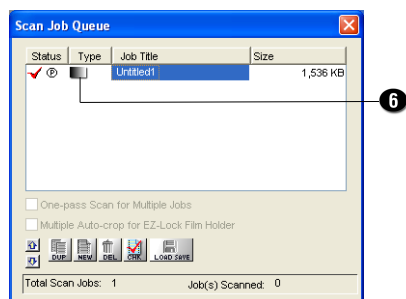 Scan Job Queue
Status Type Job Title Size
P Untitled1 1,536 KB
6
One-pass Scan for Multiple Jobs
Multiple Auto-crop for EZ-Lock Film Holder
DUP NEW DEL CHK LOAD SAVE
Total Scan Jobs: 1 Job(s) Scanned: 0